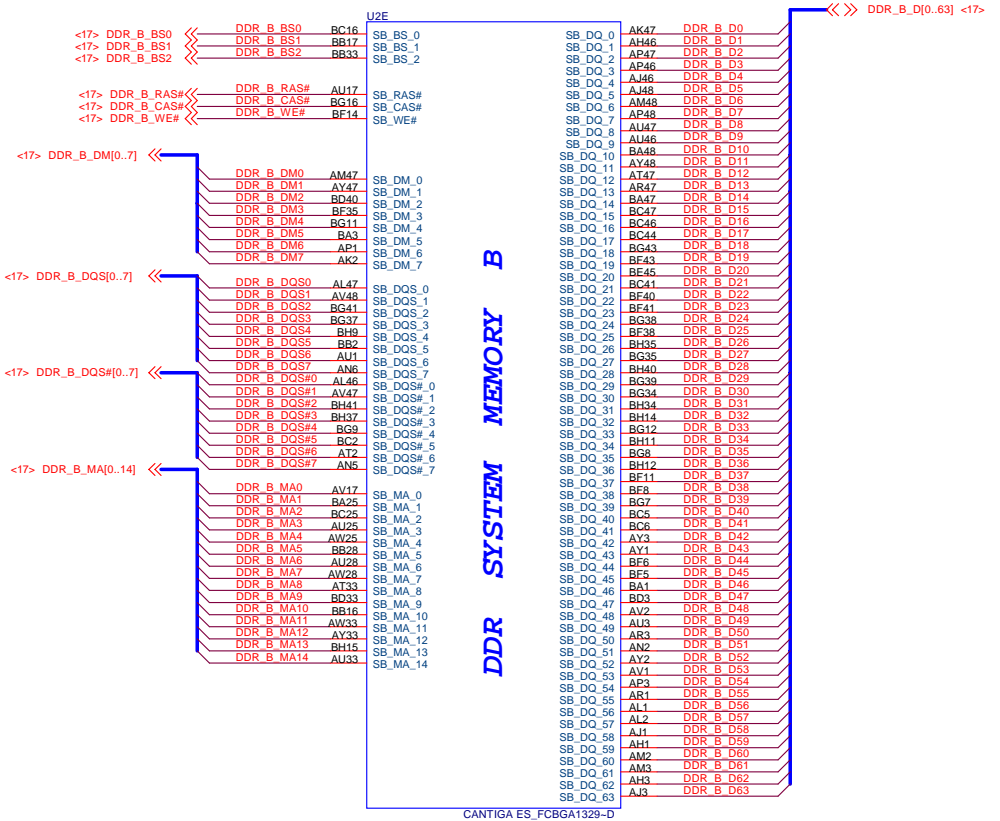 DDR_B_D[0..63] <17>
U2E
<17> DDR_B_BS0 DDR_B_BS0 BC16 SB_BS_0
<17> DDR_B_BS1 DDR_B_BS1 BB17 SB_BS_1
<17> DDR_B_BS2 DDR_B_BS2 BB33 SB_BS_2
<17> DDR_B_RAS# DDR_B_RAS# AU17 SB_RAS#
<17> DDR_B_CAS# DDR_B_CAS# BG16 SB_CAS#
<17> DDR_B_WE# DDR_B_WE# BF14 SB_WE#
<17> DDR_B_DM[0..7]
DDR_B_DM0 AM47 SB_DM_0
DDR_B_DM1 AY47 SB_DM_1
DDR_B_DM2 BD40 SB_DM_2
DDR_B_DM3 BF35 SB_DM_3
DDR_B_DM4 BG11 SB_DM_4
DDR_B_DM5 BA3 SB_DM_5
DDR_B_DM6 AP1 SB_DM_6
DDR_B_DM7 AK2 SB_DM_7
<17> DDR_B_DQS[0..7]
DDR_B_DQS0 AL47 SB_DQS_0
DDR_B_DQS1 AV48 SB_DQS_1
DDR_B_DQS2 BG41 SB_DQS_2
DDR_B_DQS3 BG37 SB_DQS_3
DDR_B_DQS4 BH9 SB_DQS_4
DDR_B_DQS5 BB2 SB_DQS_5
DDR_B_DQS6 AU1 SB_DQS_6
DDR_B_DQS7 AN6 SB_DQS_7
<17> DDR_B_DQS#[0..7]
DDR_B_DQS#0 AL46 SB_DQS#_0
DDR_B_DQS#1 AV47 SB_DQS#_1
DDR_B_DQS#2 BH41 SB_DQS#_2
DDR_B_DQS#3 BH37 SB_DQS#_3
DDR_B_DQS#4 BG9 SB_DQS#_4
DDR_B_DQS#5 BC2 SB_DQS#_5
DDR_B_DQS#6 AT2 SB_DQS#_6
DDR_B_DQS#7 AN5 SB_DQS#_7
<17> DDR_B_MA[0..14]
DDR_B_MA0 AV17 SB_MA_0
DDR_B_MA1 BA25 SB_MA_1
DDR_B_MA2 BC25 SB_MA_2
DDR_B_MA3 AU25 SB_MA_3
DDR_B_MA4 AW25 SB_MA_4
DDR_B_MA5 BB28 SB_MA_5
DDR_B_MA6 AU28 SB_MA_6
DDR_B_MA7 AW28 SB_MA_7
DDR_B_MA8 AT33 SB_MA_8
DDR_B_MA9 BD33 SB_MA_9
DDR_B_MA10 BB16 SB_MA_10
DDR_B_MA11 AW33 SB_MA_11
DDR_B_MA12 AY33 SB_MA_12
DDR_B_MA13 BH15 SB_MA_13
DDR_B_MA14 AU33 SB_MA_14
DDR SYSTEM MEMORY B
SB_DQ_0 AK47 DDR_B_D0
SB_DQ_1 AH46 DDR_B_D1
SB_DQ_2 AP47 DDR_B_D2
SB_DQ_3 AP46 DDR_B_D3
SB_DQ_4 AJ46 DDR_B_D4
SB_DQ_5 AJ48 DDR_B_D5
SB_DQ_6 AM48 DDR_B_D6
SB_DQ_7 AP48 DDR_B_D7
SB_DQ_8 AU47 DDR_B_D8
SB_DQ_9 AU46 DDR_B_D9
SB_DQ_10 BA48 DDR_B_D10
SB_DQ_11 AY48 DDR_B_D11
SB_DQ_12 AT47 DDR_B_D12
SB_DQ_13 AR47 DDR_B_D13
SB_DQ_14 BA47 DDR_B_D14
SB_DQ_15 BC47 DDR_B_D15
SB_DQ_16 BC46 DDR_B_D16
SB_DQ_17 BC44 DDR_B_D17
SB_DQ_18 BG43 DDR_B_D18
SB_DQ_19 BF43 DDR_B_D19
SB_DQ_20 BE45 DDR_B_D20
SB_DQ_21 BC41 DDR_B_D21
SB_DQ_22 BF40 DDR_B_D22
SB_DQ_23 BF41 DDR_B_D23
SB_DQ_24 BG38 DDR_B_D24
SB_DQ_25 BF38 DDR_B_D25
SB_DQ_26 BH35 DDR_B_D26
SB_DQ_27 BG35 DDR_B_D27
SB_DQ_28 BH40 DDR_B_D28
SB_DQ_29 BG39 DDR_B_D29
SB_DQ_30 BG34 DDR_B_D30
SB_DQ_31 BH34 DDR_B_D31
SB_DQ_32 BH14 DDR_B_D32
SB_DQ_33 BG12 DDR_B_D33
SB_DQ_34 BH11 DDR_B_D34
SB_DQ_35 BG8 DDR_B_D35
SB_DQ_36 BH12 DDR_B_D36
SB_DQ_37 BF11 DDR_B_D37
SB_DQ_38 BF8 DDR_B_D38
SB_DQ_39 BG7 DDR_B_D39
SB_DQ_40 BC5 DDR_B_D40
SB_DQ_41 BC6 DDR_B_D41
SB_DQ_42 AY3 DDR_B_D42
SB_DQ_43 AY1 DDR_B_D43
SB_DQ_44 BF6 DDR_B_D44
SB_DQ_45 BF5 DDR_B_D45
SB_DQ_46 BA1 DDR_B_D46
SB_DQ_47 BD3 DDR_B_D47
SB_DQ_48 AV2 DDR_B_D48
SB_DQ_49 AU3 DDR_B_D49
SB_DQ_50 AR3 DDR_B_D50
SB_DQ_51 AN2 DDR_B_D51
SB_DQ_52 AY2 DDR_B_D52
SB_DQ_53 AV1 DDR_B_D53
SB_DQ_54 AP3 DDR_B_D54
SB_DQ_55 AR1 DDR_B_D55
SB_DQ_56 AL1 DDR_B_D56
SB_DQ_57 AL2 DDR_B_D57
SB_DQ_58 AJ1 DDR_B_D58
SB_DQ_59 AH1 DDR_B_D59
SB_DQ_60 AM2 DDR_B_D60
SB_DQ_61 AM3 DDR_B_D61
SB_DQ_62 AH3 DDR_B_D62
SB_DQ_63 AJ3 DDR_B_D63
CANTIGA ES_FCBGA1329~D